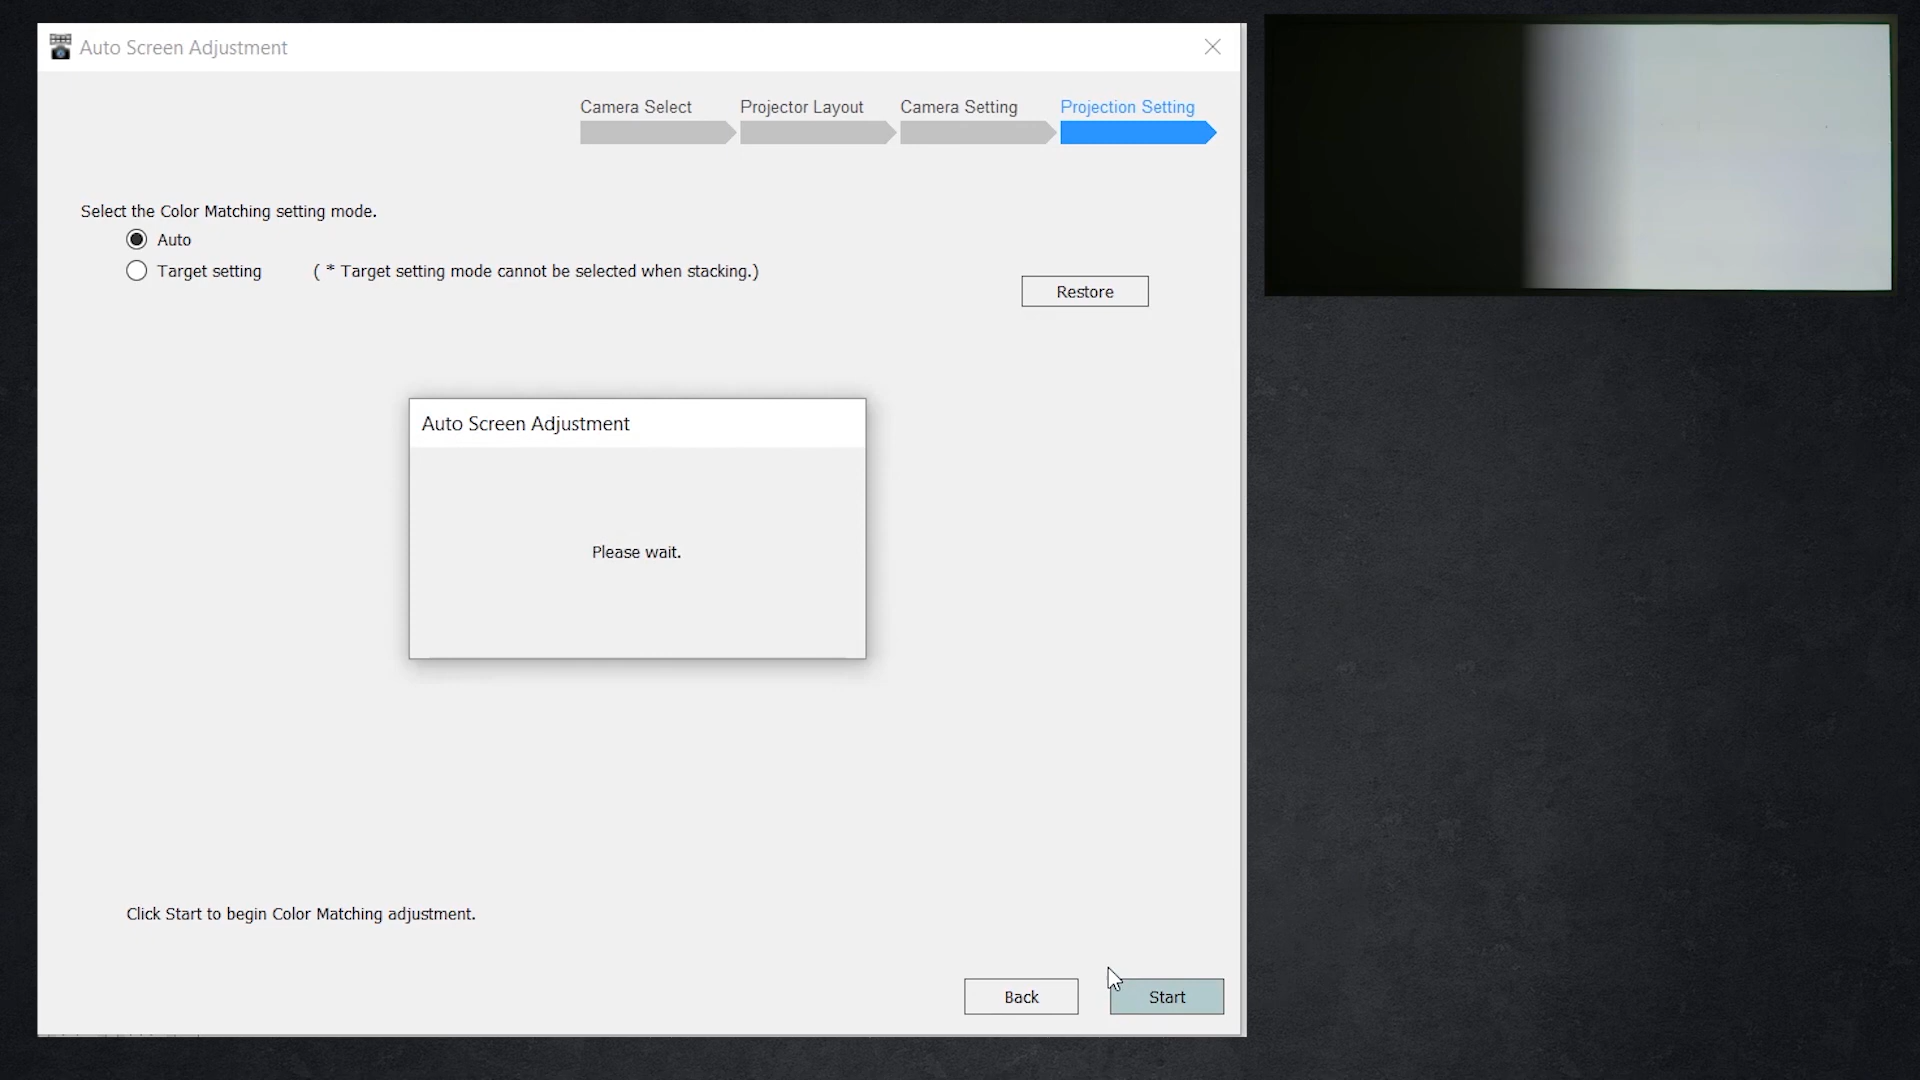 Auto Screen Adjustment
Camera Select
Projector Layout
Camera Setting
Projection Setting
Select the Color Matching setting mode.
Auto
Target setting
( * Target setting mode cannot be selected when stacking.)
Restore
Auto Screen Adjustment
Please wait.
Click Start to begin Color Matching adjustment.
Back
Start